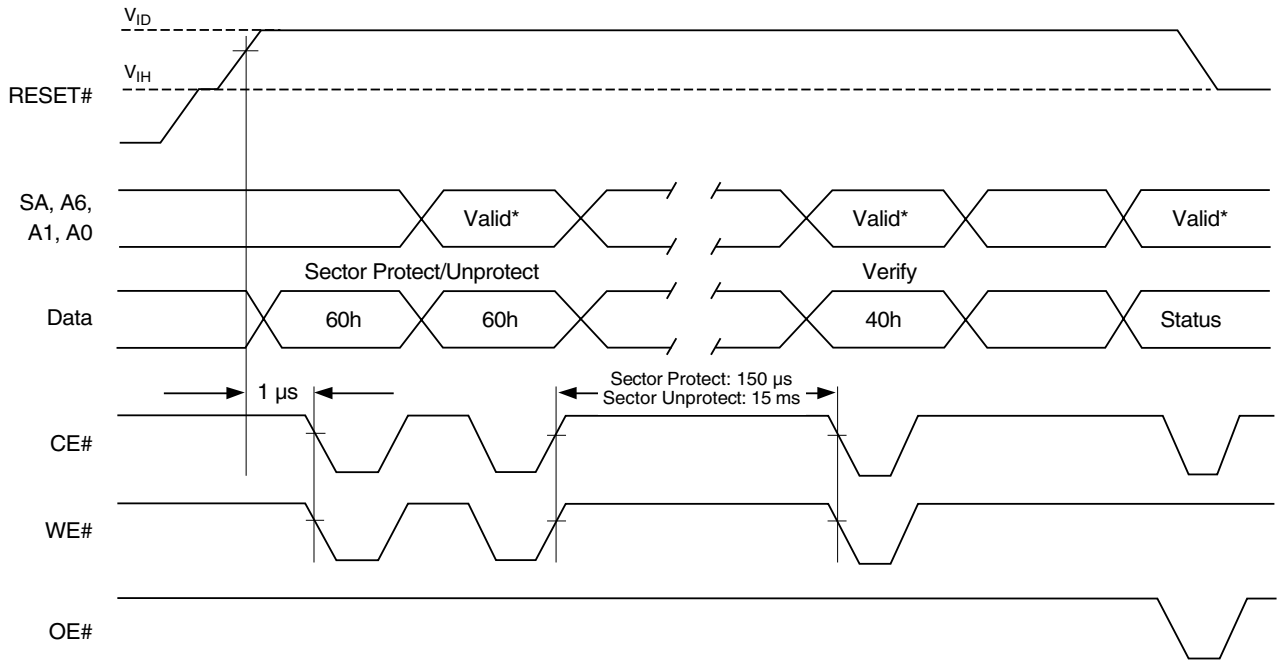 VID
VIH
RESET#
SA, A6,
A1, A0
Valid*
Valid*
Valid*
Sector Protect/Unprotect
Verify
Data
60h
60h
40h
Status
1 µs
Sector Protect: 150 µs
Sector Unprotect: 15 ms
CE#
WE#
OE#